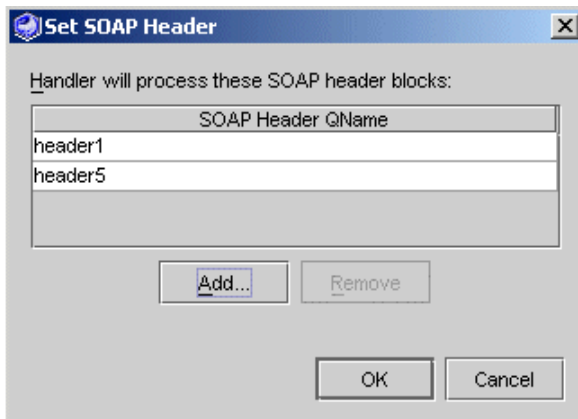 Set SOAP Header
Handler will process these SOAP header blocks:
SOAP Header QName
header1
header5
Add... Remove
OK Cancel